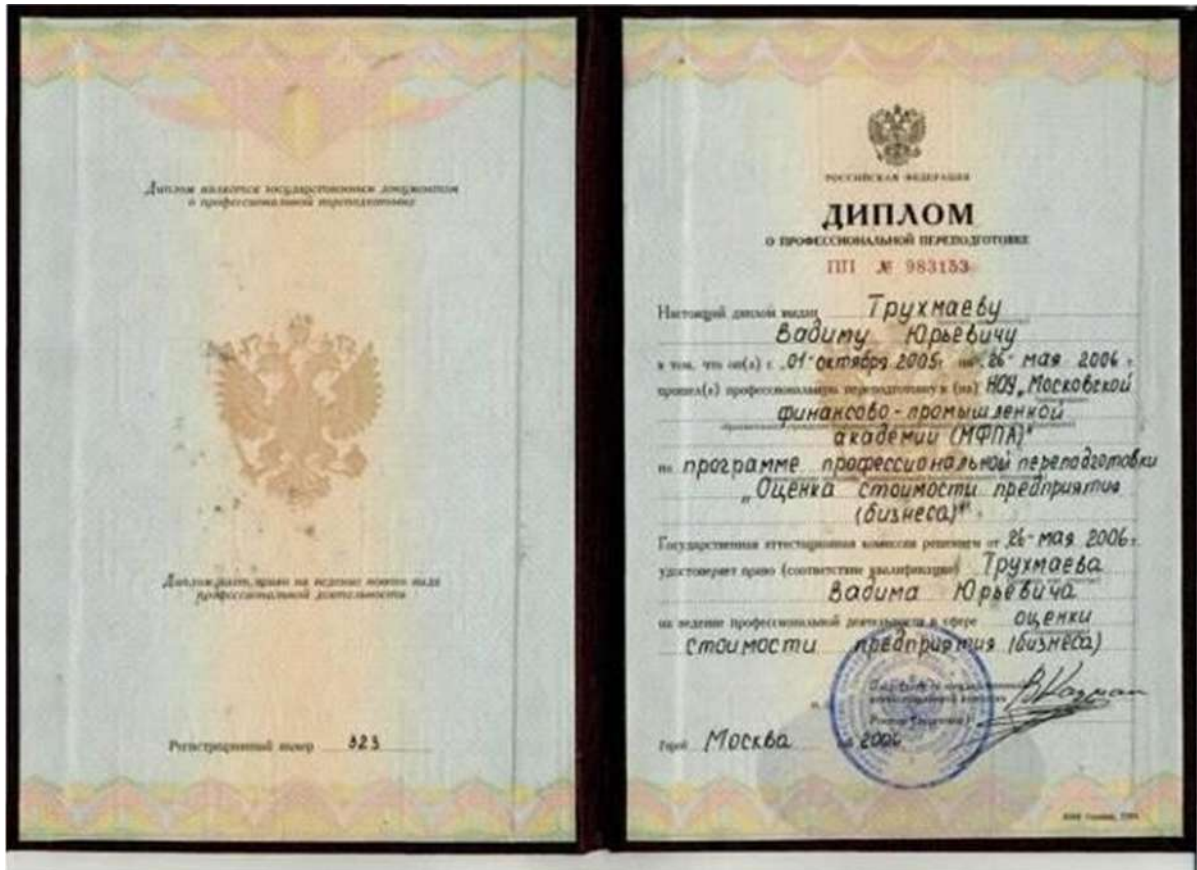 Диплом является государственным документом
о профессиональной переподготовке
Диплом дает право на ведение нового вида
профессиональной деятельности
Регистрационный номер 323
РОССИЙСКАЯ ФЕДЕРАЦИЯ
ДИПЛОМ
О ПРОФЕССИОНАЛЬНОЙ ПЕРЕПОДГОТОВКЕ
ПП № 983153
Настоящий диплом выдан Трухмаеву
Вадиму Юрьевичу
в том, что он(а) с „01" октября 2005г по „26" мая 2006 г
прошел(а) профессиональную переподготовку в (на) НОУ „Московской
финансово-промышленной
академии (МФПА)"
по программе профессиональной переподготовки
„Оценка стоимости предприятия
(бизнеса)"
Государственная аттестационная комиссия решением от „26" мая 2006 г
удостоверяет право (соответствие квалификации) Трухмаева
Вадима Юрьевича
на ведение профессиональной деятельности в сфере оценки
стоимости предприятия (бизнеса)
Город Москва 2006